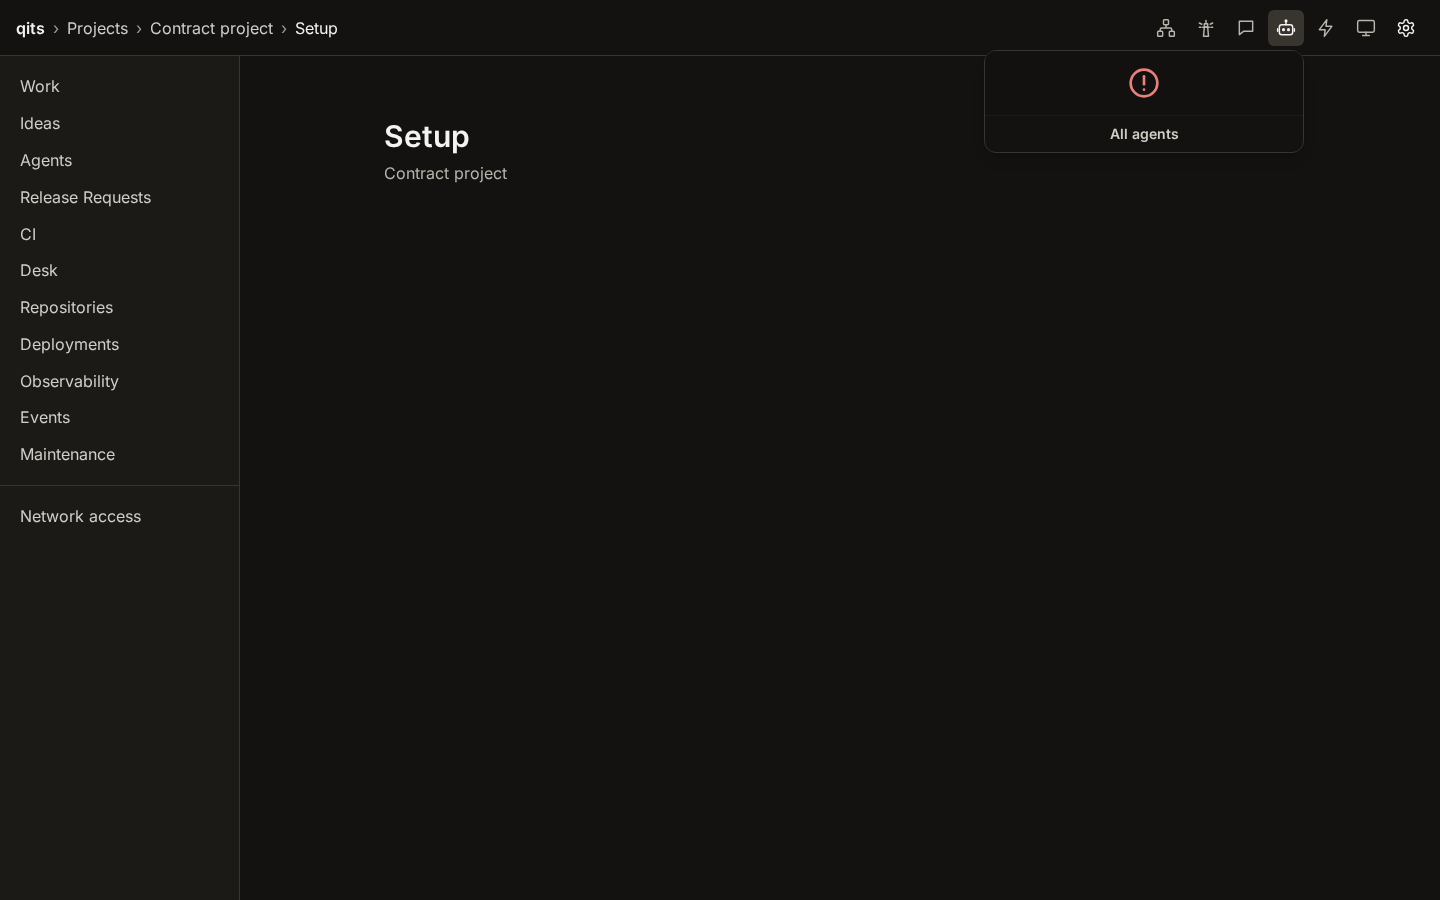 qits › Projects › Contract project › Setup
All agents
Work
Ideas
Agents
Release Requests
CI
Desk
Repositories
Deployments
Observability
Events
Maintenance
Network access
Setup
Contract project